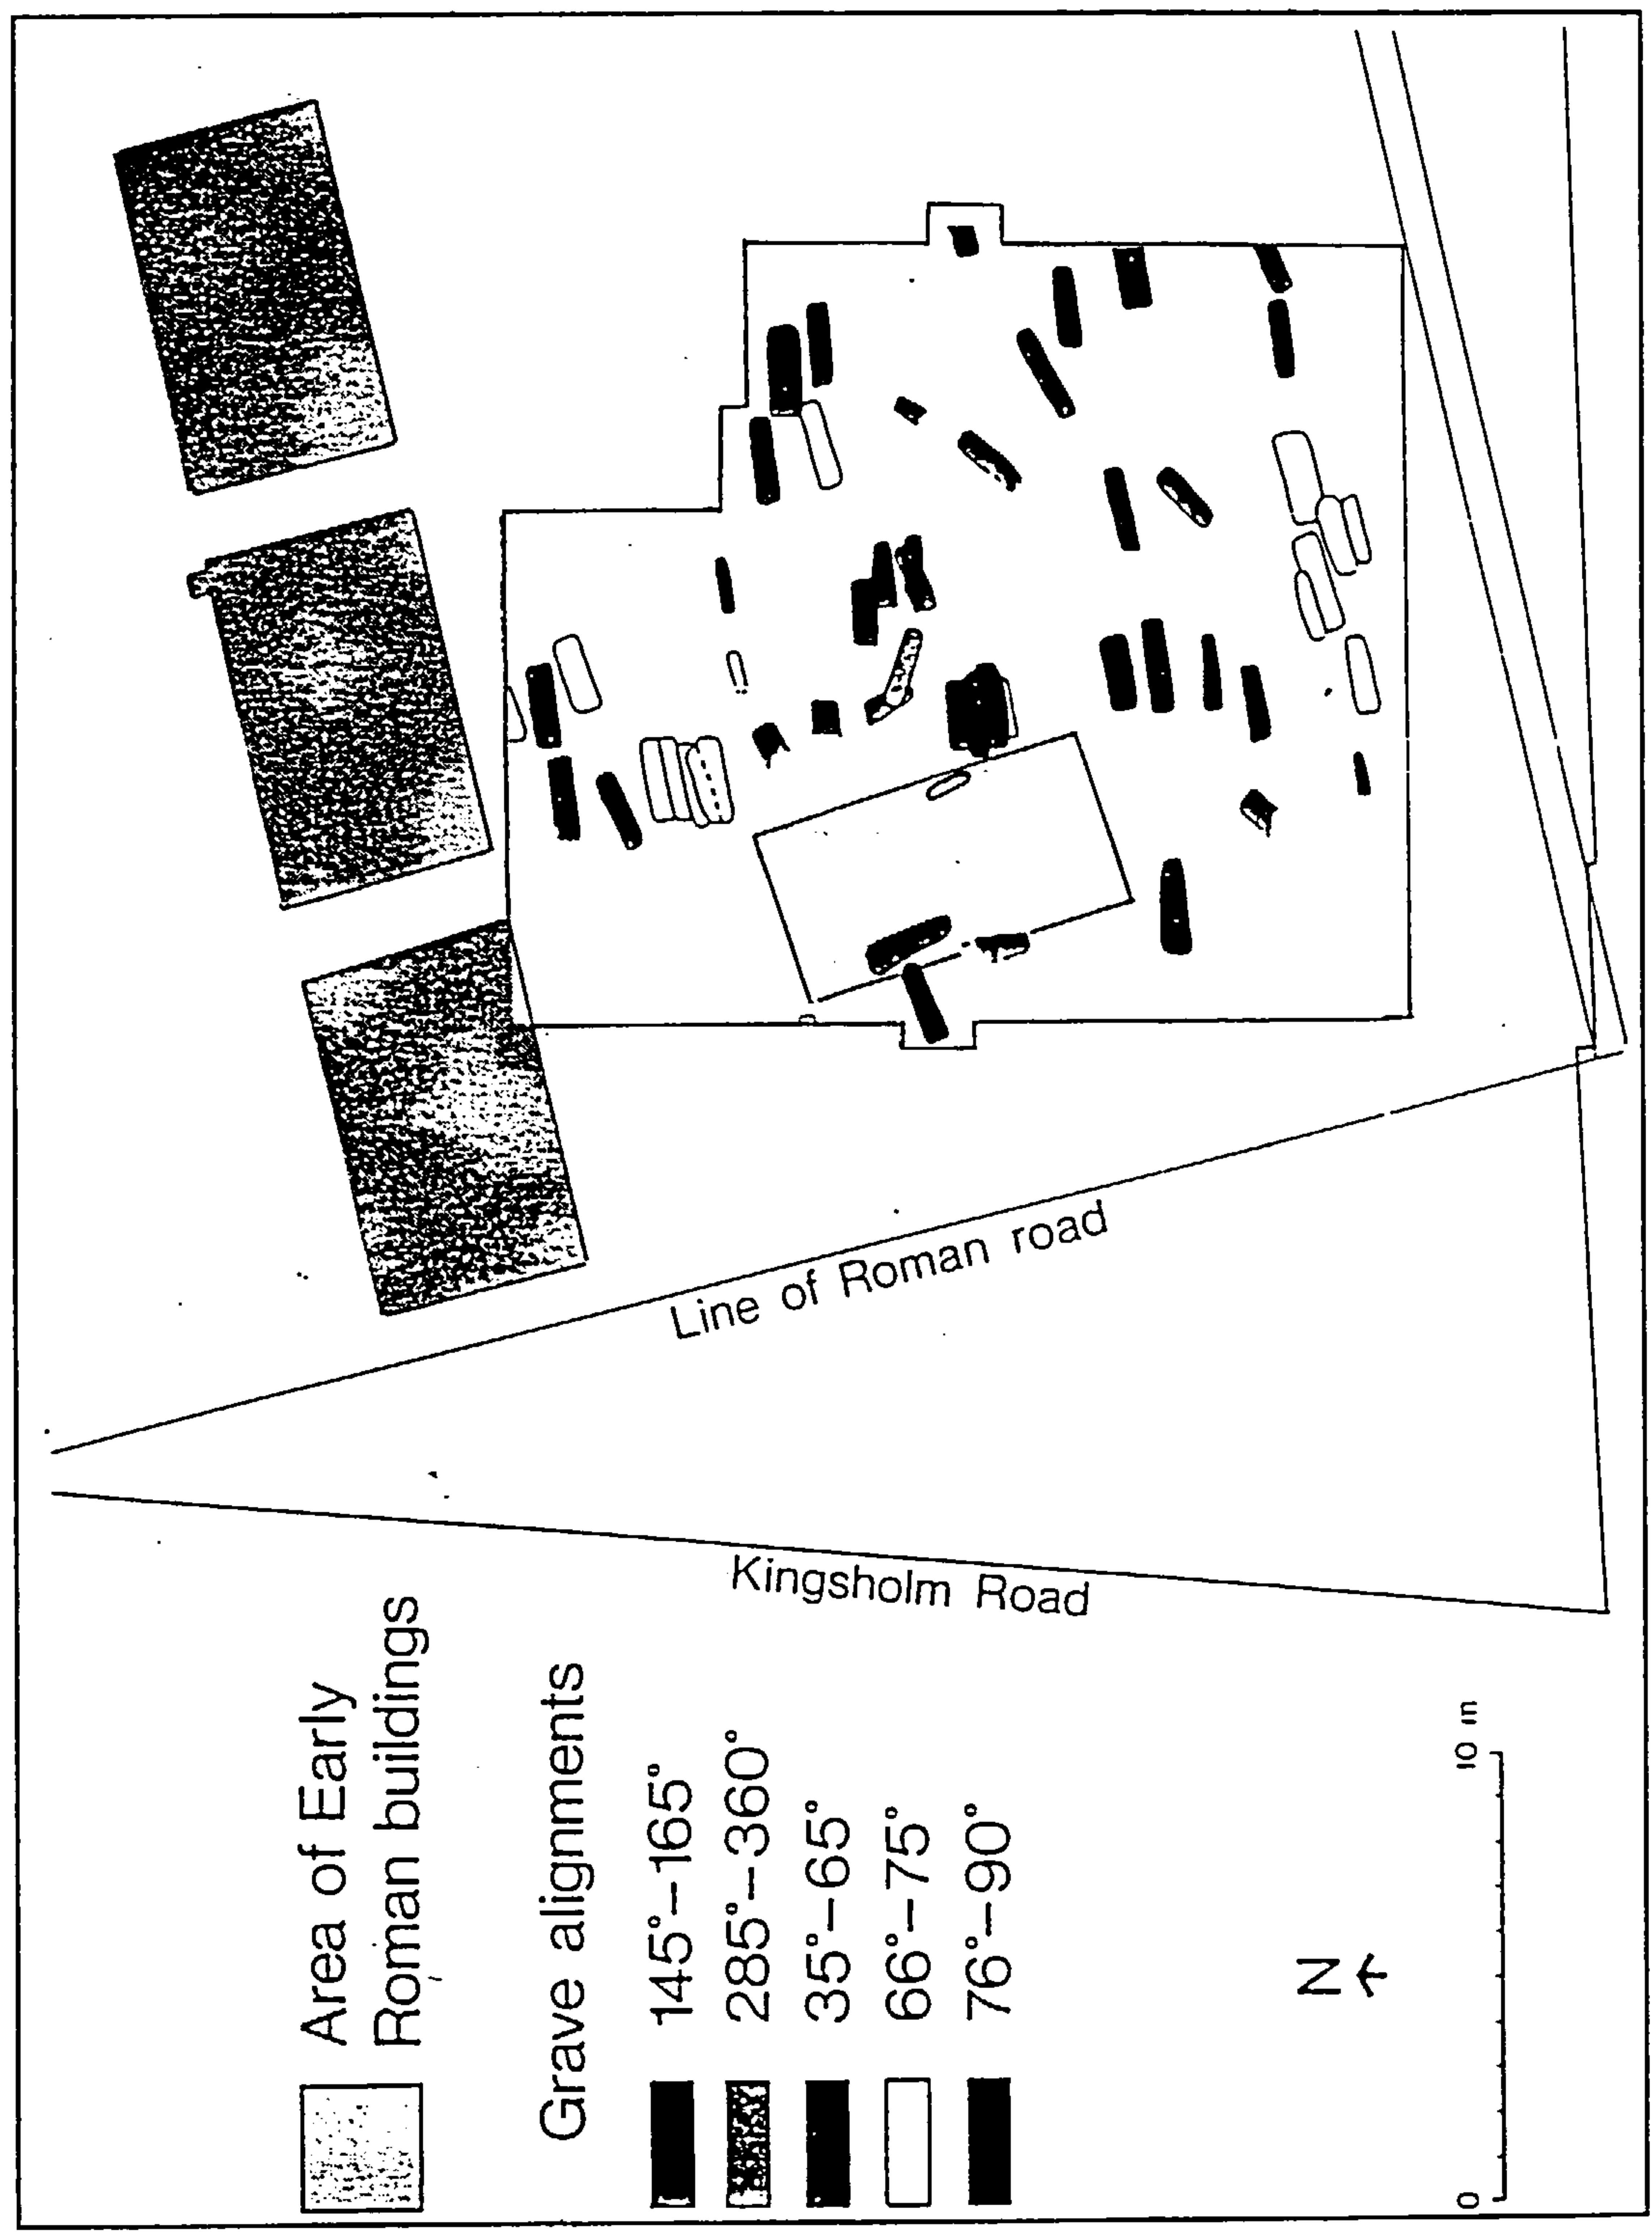 Area of Early
Roman buildings
Grave alignments
145°–165°
285°–360°
35°–65°
66°–75°
76°–90°
N
0 10 m
Kingsholm Road
Line of Roman road